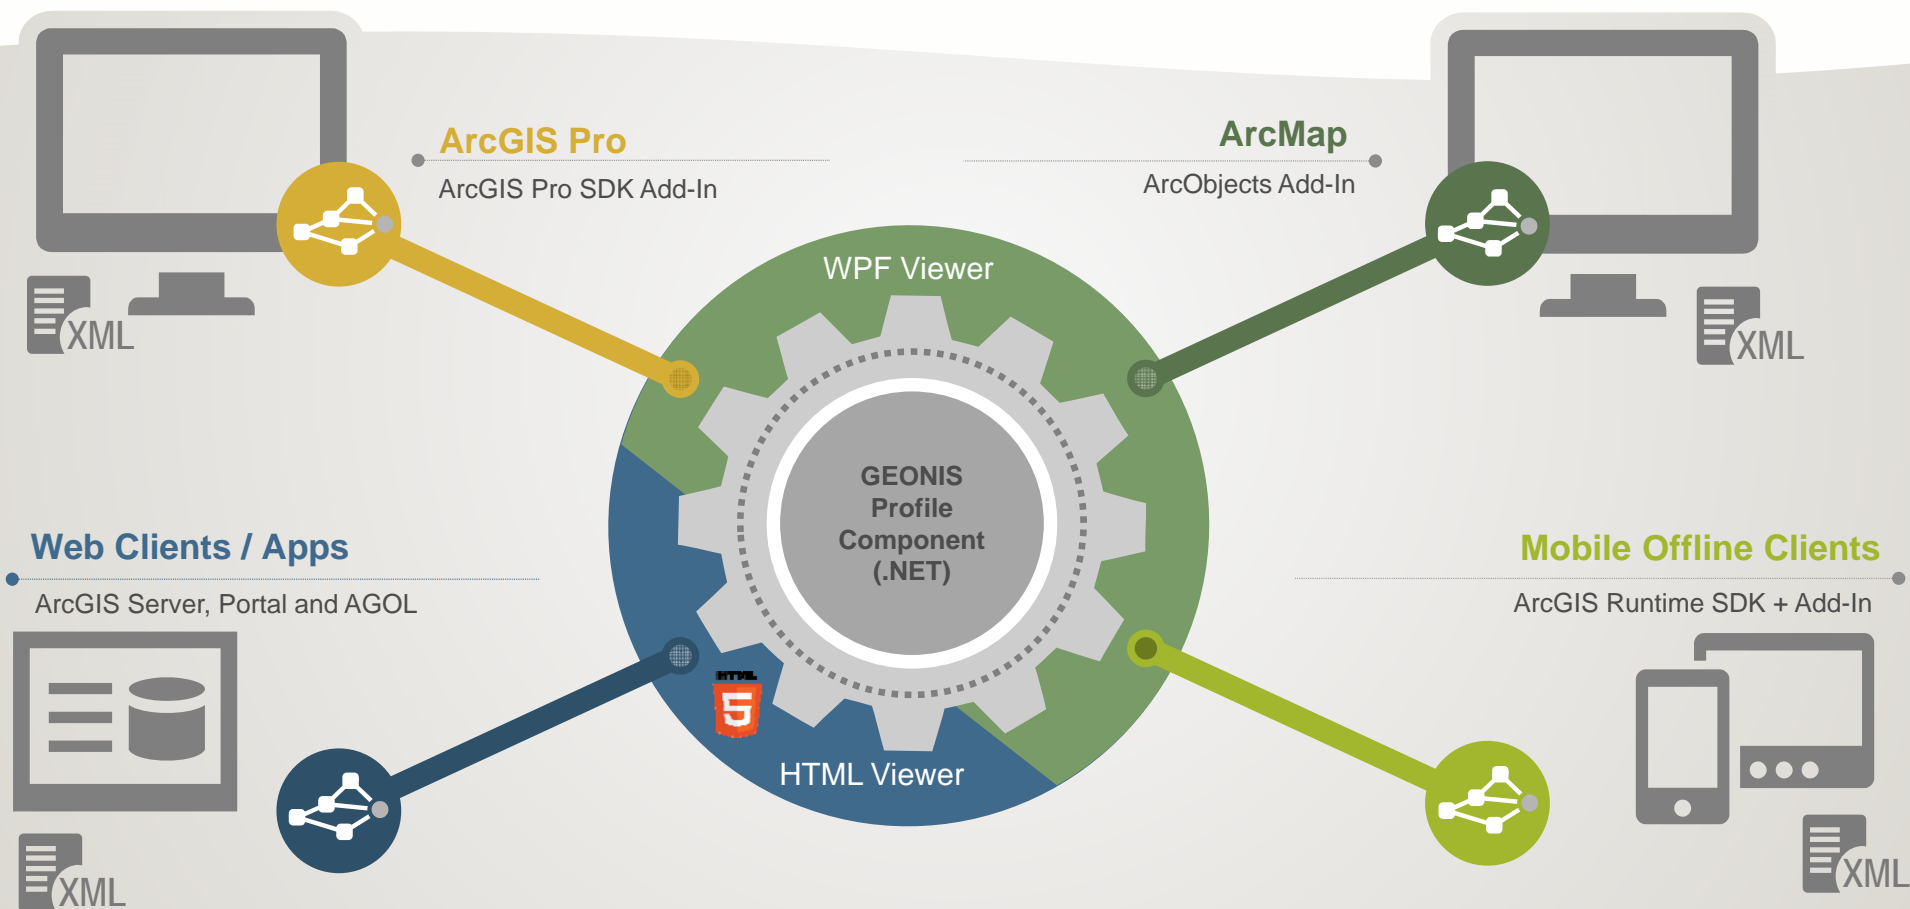 ArcGIS Pro
ArcGIS Pro SDK Add-In
XML
ArcMap
ArcObjects Add-In
XML
WPF Viewer
GEONIS
Profile
Component
(.NET)
Web Clients / Apps
ArcGIS Server, Portal and AGOL
XML
Mobile Offline Clients
ArcGIS Runtime SDK + Add-In
XML
HTML
5
HTML Viewer